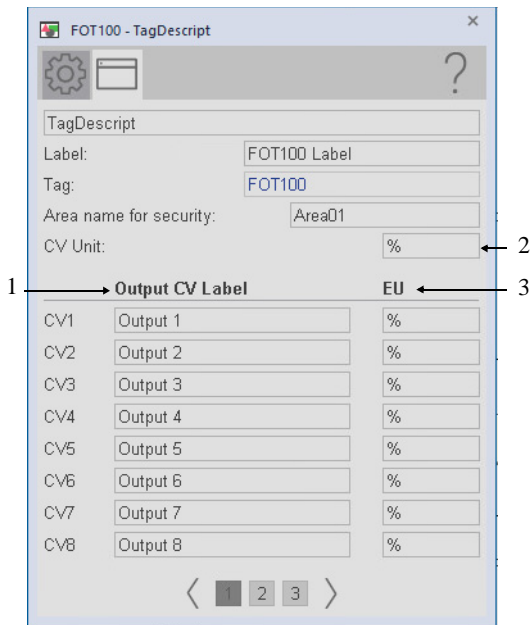 FOT100 - TagDescript ×
?
TagDescript
Label: FOT100 Label
Tag: FOT100
Area name for security: Area01
CV Unit: % 2
1 Output CV Label EU 3
CV1 Output 1 %
CV2 Output 2 %
CV3 Output 3 %
CV4 Output 4 %
CV5 Output 5 %
CV6 Output 6 %
CV7 Output 7 %
CV8 Output 8 %
1 2 3